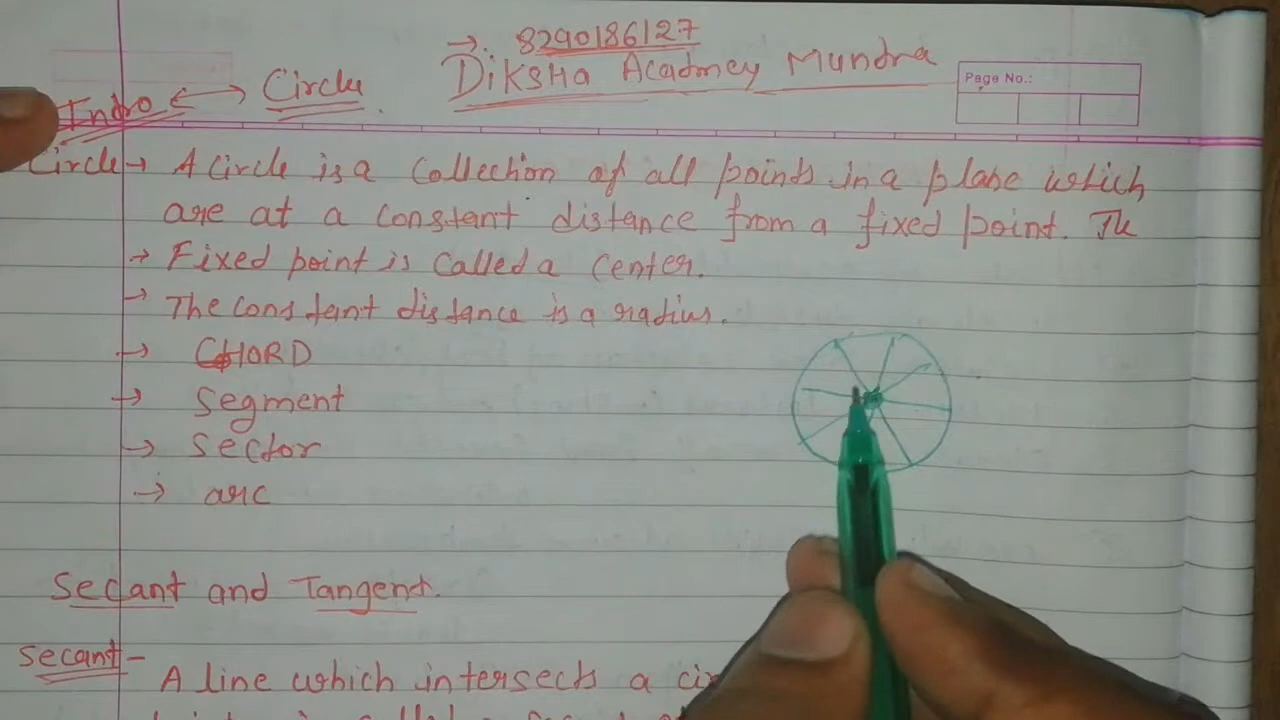 → 8290186127
Intro ↔ Circle. Diksha Acadmey Mundra
Page No.:
Circle → A Circle is a Collection of all points in a plane which
are at a constant distance from a fixed point. The
→ Fixed point is Called a Center.
→ The constant distance is a radius.
→ CHORD
→ Segment
→ Sector
→ arc
Secant and Tangent.
Secant - A line which intersects a